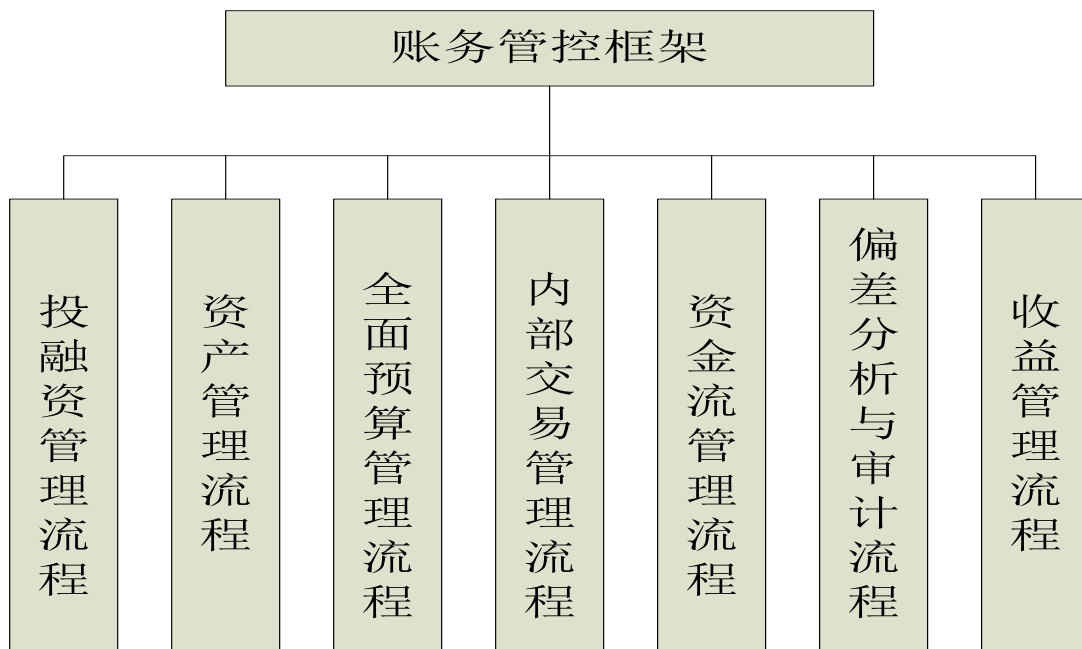 账务管控框架
投融资管理流程
资产管理流程
全面预算管理流程
内部交易管理流程
资金流管理流程
偏差分析与审计流程
收益管理流程